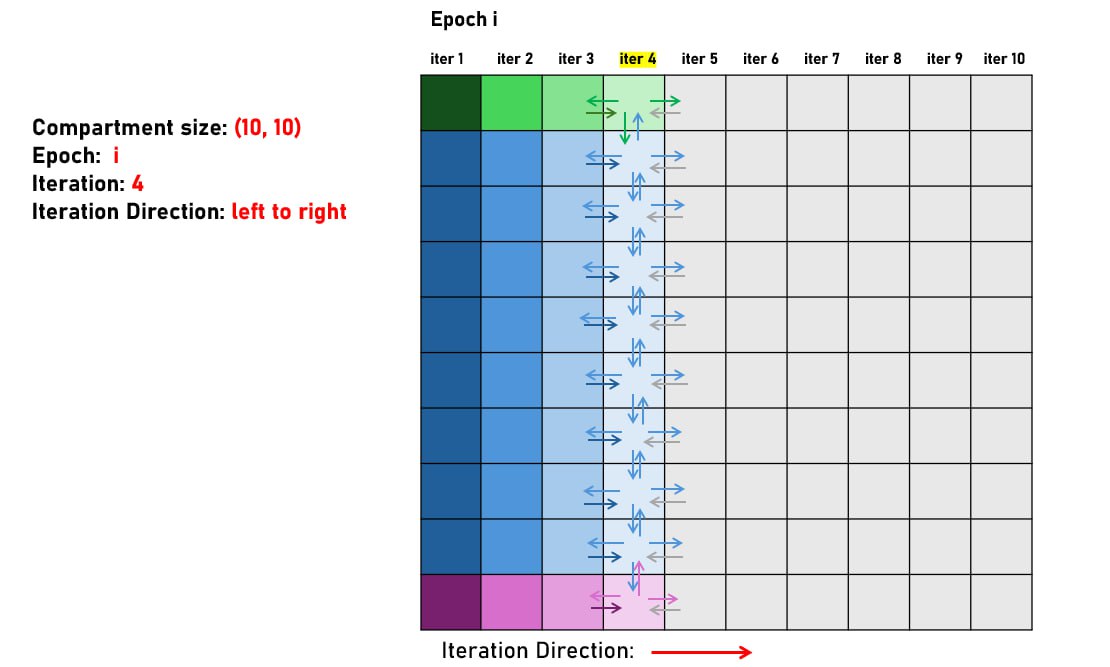 Epoch i
iter 1 iter 2 iter 3 iter 4 iter 5 iter 6 iter 7 iter 8 iter 9 iter 10
Compartment size: (10, 10)
Epoch: i
Iteration: 4
Iteration Direction: left to right
Iteration Direction: